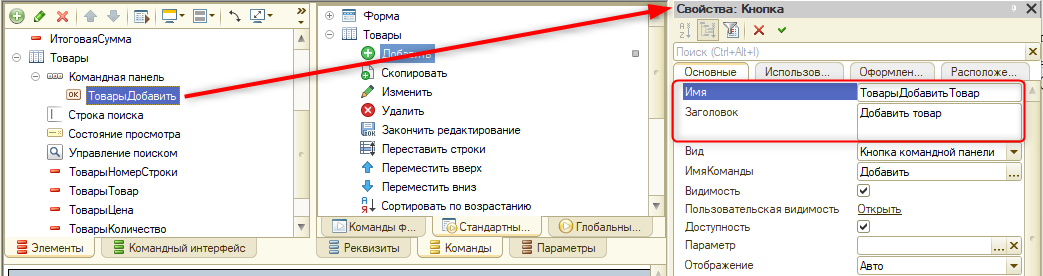 ИтоговаяСумма
Товары
Командная панель
OK ТоварыДобавить
Строка поиска
Состояние просмотра
Управление поиском
ТоварыНомерСтроки
ТоварыТовар
ТоварыЦена
ТоварыКоличество
Элементы
Командный интерфейс
Форма
Товары
Добавить
Скопировать
Изменить
Удалить
Закончить редактирование
Переставить строки
Переместить вверх
Переместить вниз
Сортировать по возрастанию
Команды ф...
Стандартны...
Глобальны...
Реквизиты
Команды
Параметры
Свойства: Кнопка
Поиск (Ctrl+Alt+I)
Основные
Использов...
Оформлен...
Расположе...
Имя ТоварыДобавитьТовар
Заголовок Добавить товар
Вид Кнопка командной панели
ИмяКоманды Добавить ...
Видимость
Пользовательская видимость Открыть
Доступность
Параметр ... x
Отображение Авто